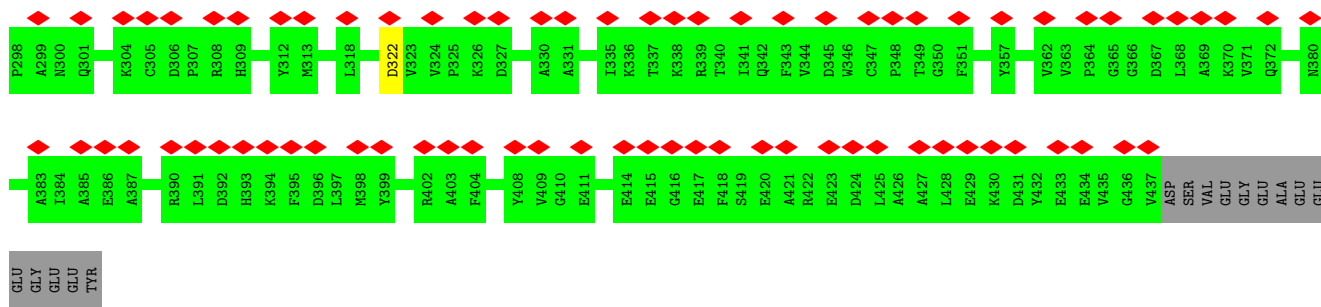 P298 A299 N300 Q301 K304 C305 D306 P307 R308 H309 Y312 M313 L318 D322 V323 V324 P325 K326 D327 A330 A331 I335 K336 T337 K338 R339 T340 I341 Q342 F343 V344 D345 W346 C347 P348 T349 G350 F351 Y357 V362 V363 P364 G365 G366 D367 L368 A369 K370 V371 Q372 N380
A383 I384 A385 E386 A387 R390 L391 D392 H393 K394 F395 D396 L397 M398 Y399 R402 A403 F404 Y408 V409 G410 E411 E414 E415 G416 E417 F418 S419 E420 A421 R422 E423 D424 L425 A426 A427 L428 E429 K430 D431 Y432 E433 E434 V435 G436 V437 ASP SER VAL GLU GLY GLU ALA GLU GLU
GLU GLY GLU GLU TYR